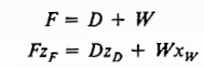 F = D + W
Fz_F = Dz_D + Wx_W